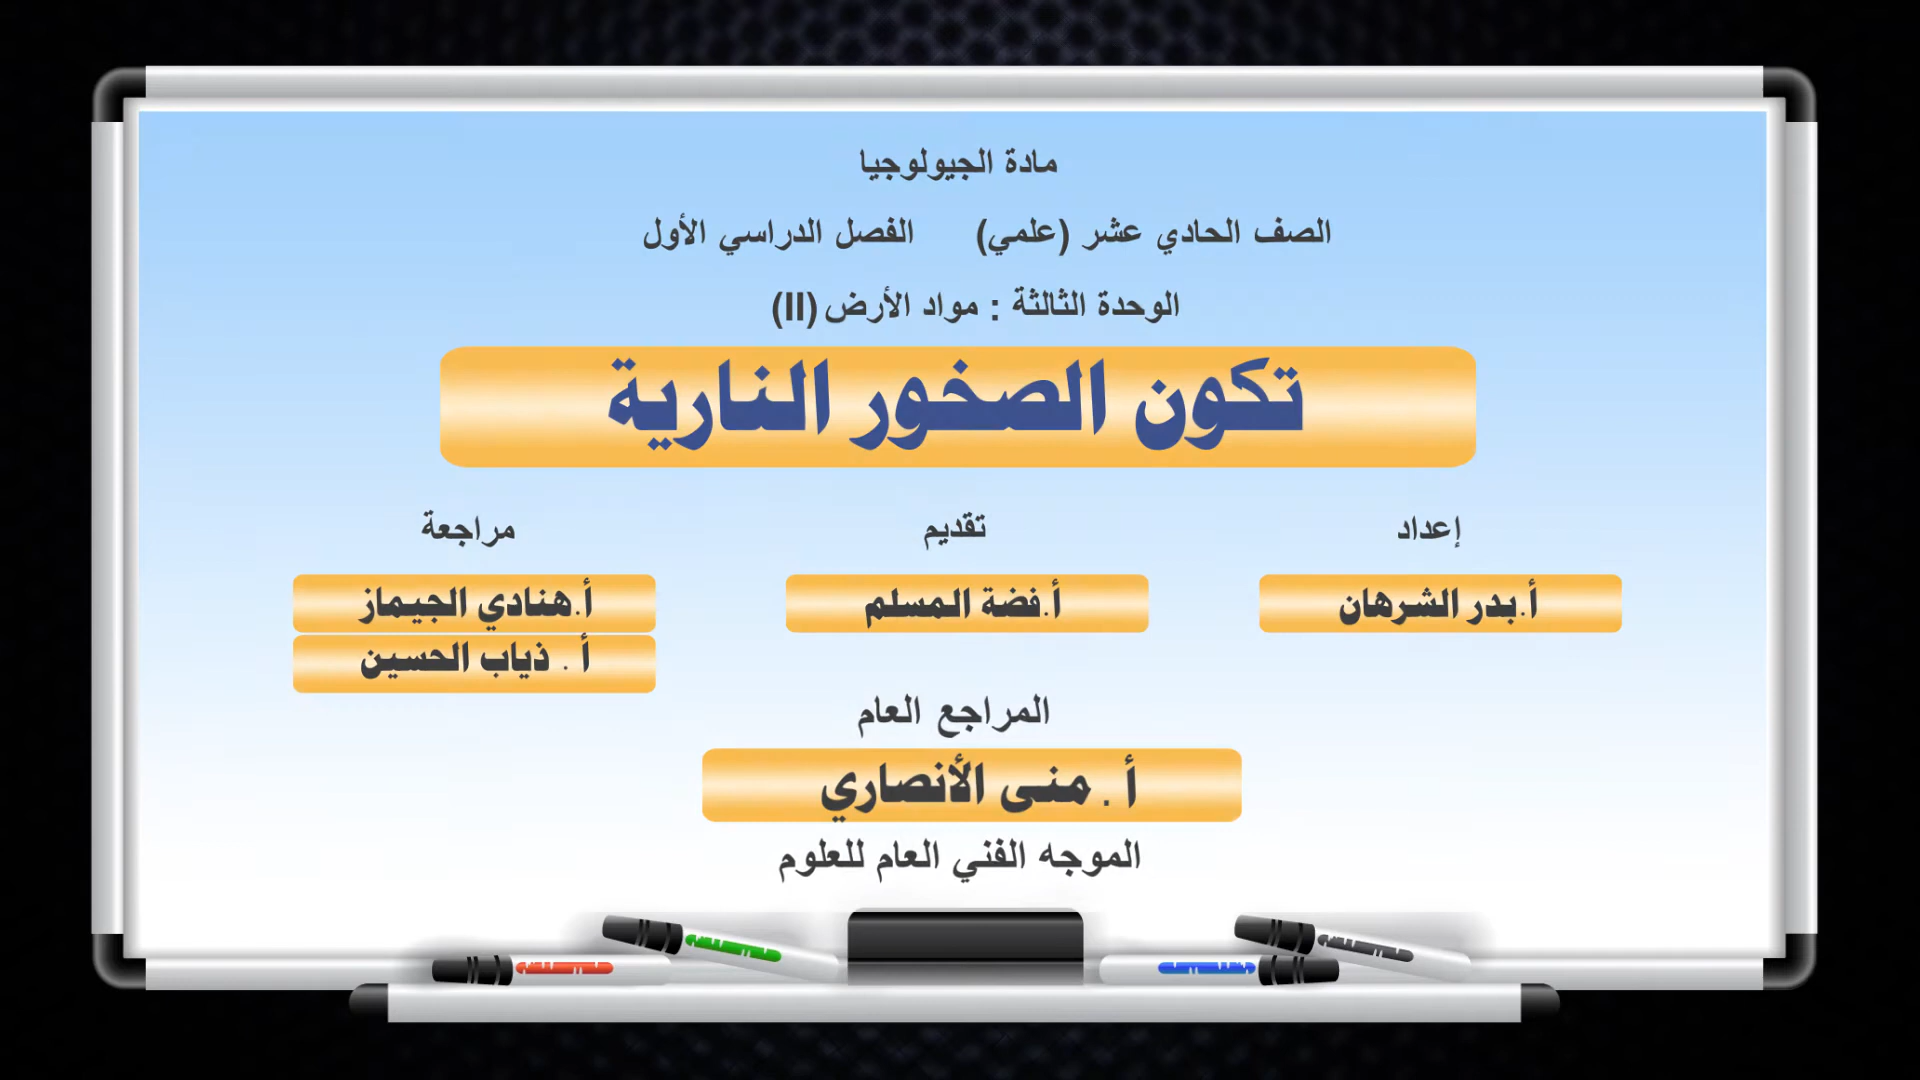 مادة الجيولوجيا
الصف الحادي عشر (علمي) الفصل الدراسي الأول
الوحدة الثالثة : مواد الأرض (II)
تكون الصخور النارية
إعداد
أ.بدر الشرهان
تقديم
أ.فضة المسلم
مراجعة
أ.هنادي الجيماز
أ . ذياب الحسين
المراجع العام
أ . منى الأنصاري
الموجه الفني العام للعلوم